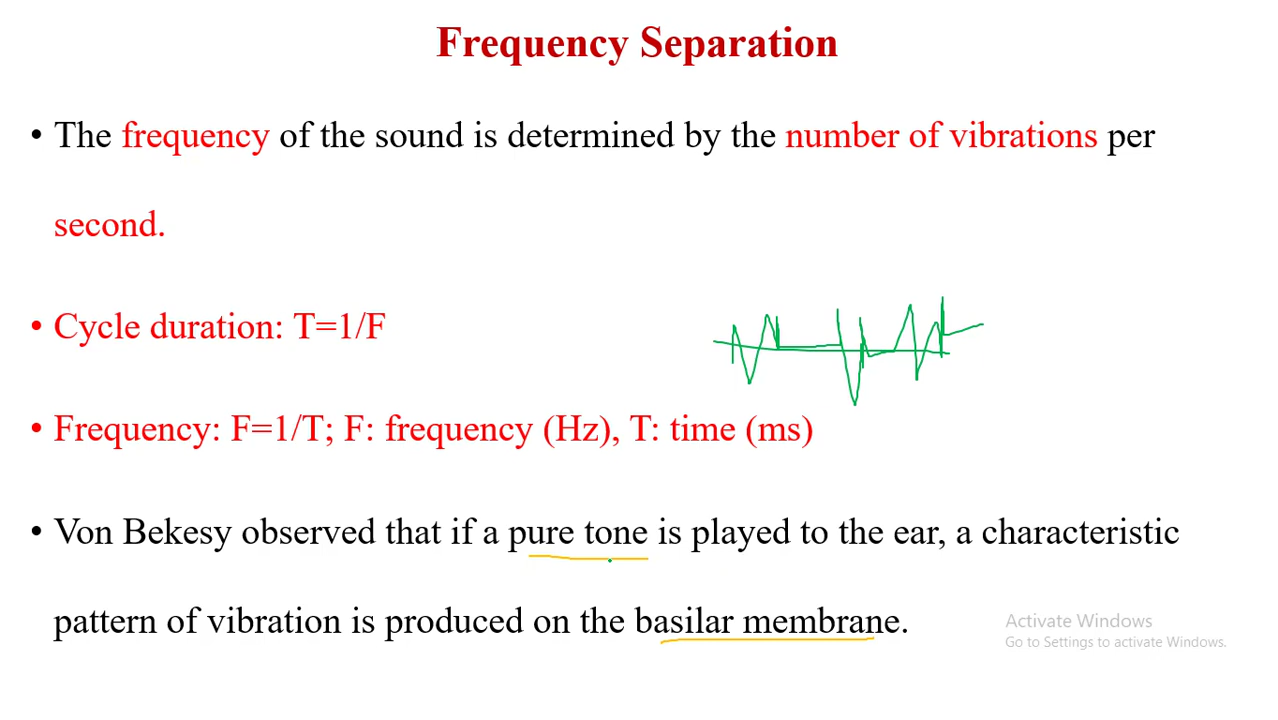 Frequency Separation
• The frequency of the sound is determined by the number of vibrations per
second.
• Cycle duration: T=1/F
• Frequency: F=1/T; F: frequency (Hz), T: time (ms)
• Von Bekesy observed that if a pure tone is played to the ear, a characteristic
pattern of vibration is produced on the basilar membrane.
Activate Windows
Go to Settings to activate Windows.